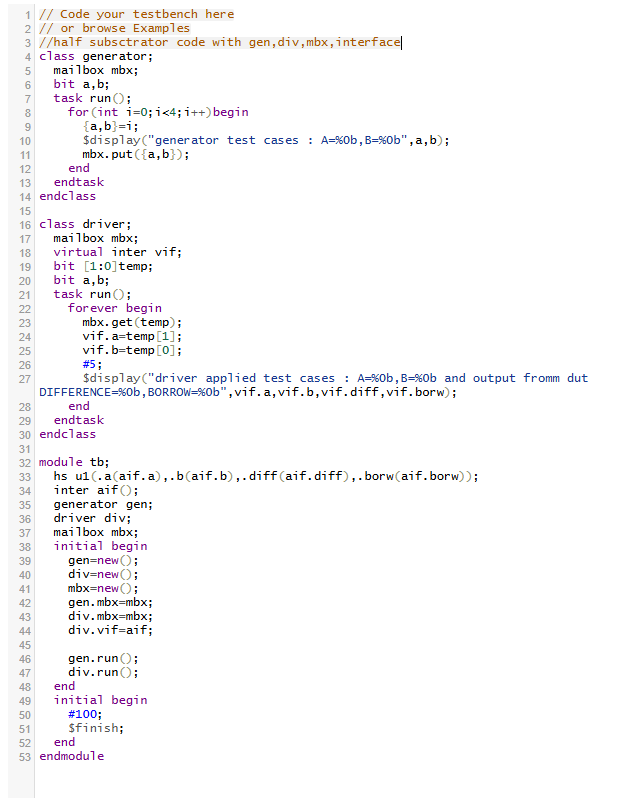 1 // Code your testbench here
2 // or browse Examples
3 //half subsctrator code with gen,div,mbx,interface
4 class generator;
5   mailbox mbx;
6   bit a,b;
7   task run();
8     for(int i=0;i<4;i++)begin
9       {a,b}=i;
10       $display("generator test cases : A=%0b,B=%0b",a,b);
11       mbx.put({a,b});
12     end
13   endtask
14 endclass
15
16 class driver;
17   mailbox mbx;
18   virtual inter vif;
19   bit [1:0]temp;
20   bit a,b;
21   task run();
22     forever begin
23       mbx.get(temp);
24       vif.a=temp[1];
25       vif.b=temp[0];
26       #5;
27       $display("driver applied test cases : A=%0b,B=%0b and output fromm dut
DIFFERENCE=%0b,BORROW=%0b",vif.a,vif.b,vif.diff,vif.borw);
28     end
29   endtask
30 endclass
31
32 module tb;
33   hs u1(.a(aif.a),.b(aif.b),.diff(aif.diff),.borw(aif.borw));
34   inter aif();
35   generator gen;
36   driver div;
37   mailbox mbx;
38   initial begin
39     gen=new();
40     div=new();
41     mbx=new();
42     gen.mbx=mbx;
43     div.mbx=mbx;
44     div.vif=aif;
45
46     gen.run();
47     div.run();
48   end
49   initial begin
50     #100;
51     $finish;
52   end
53 endmodule